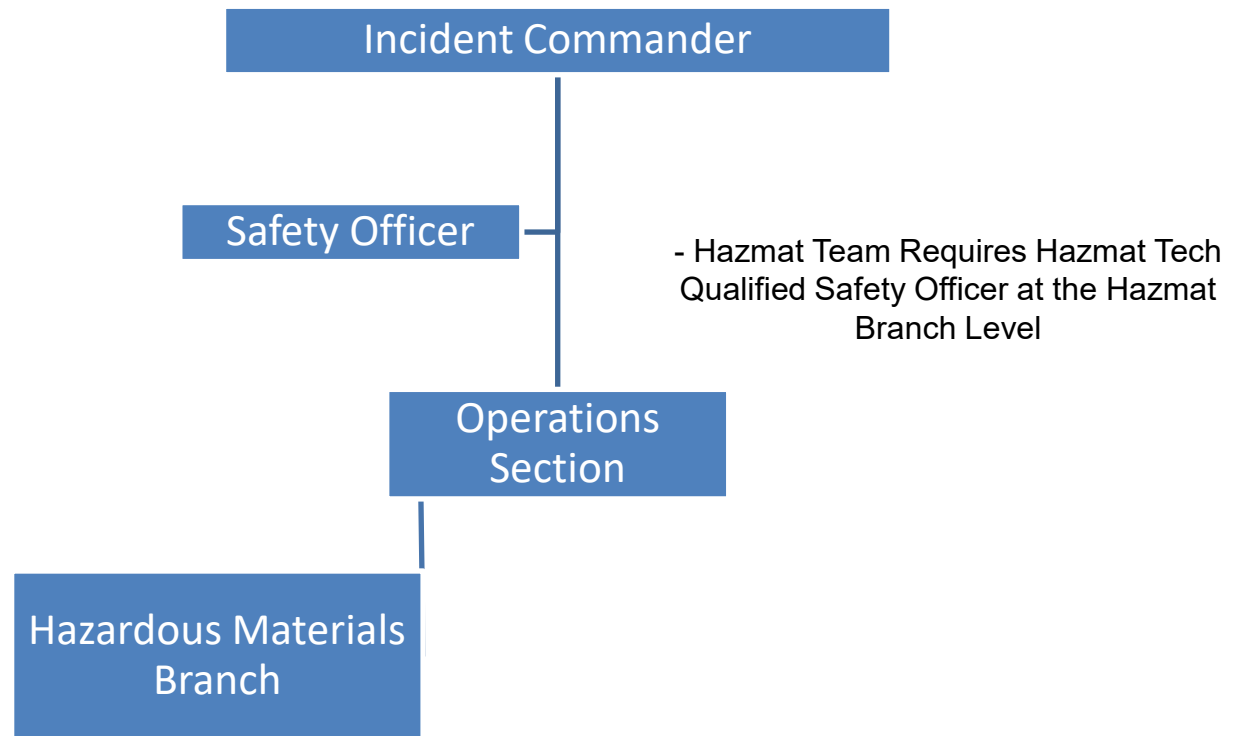 Incident Commander
Safety Officer
- Hazmat Team Requires Hazmat Tech
Qualified Safety Officer at the Hazmat
Branch Level
Operations
Section
Hazardous Materials
Branch